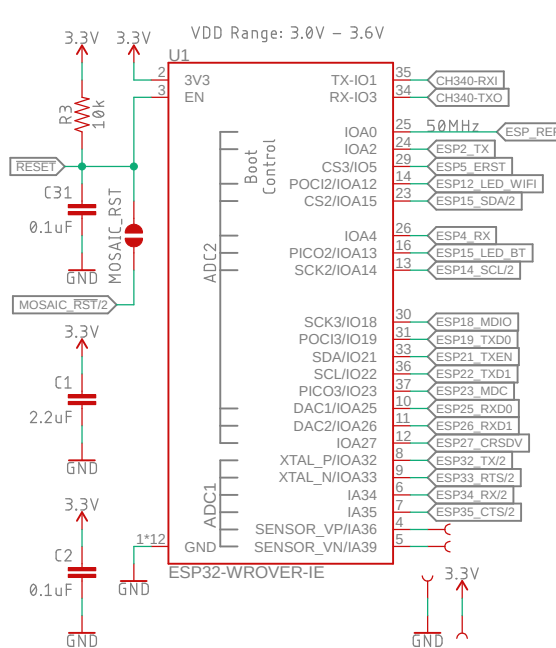 VDD Range: 3.0V – 3.6V
3.3V
3.3V
U1
R3
10k
RESET
C31
0.1uF
GND
MOSAIC_RST
MOSAIC_RST/2
3.3V
C1
2.2uF
GND
3.3V
C2
0.1uF
GND
2 3V3
3 EN
Boot Control
ADC2
ADC1
1*12 GND
GND
TX-IO1 35 CH340-RXI
RX-IO3 34 CH340-TXO
IOA0 25 50MHz ESP_REF
IOA2 24 ESP2_TX
CS3/IO5 29 ESP5_ERST
POCI2/IOA12 14 ESP12_LED_WIFI
CS2/IOA15 23 ESP15_SDA/2
IOA4 26 ESP4_RX
PICO2/IOA13 16 ESP15_LED_BT
SCK2/IOA14 13 ESP14_SCL/2
SCK3/IO18 30 ESP18_MDIO
POCI3/IO19 31 ESP19_TXD0
SDA/IO21 33 ESP21_TXEN
SCL/IO22 36 ESP22_TXD1
PICO3/IO23 37 ESP23_MDC
DAC1/IOA25 10 ESP25_RXD0
DAC2/IOA26 11 ESP26_RXD1
IOA27 12 ESP27_CRSDV
XTAL_P/IOA32 8 ESP32_TX/2
XTAL_N/IOA33 9 ESP33_RTS/2
IA34 6 ESP34_RX/2
IA35 7 ESP35_CTS/2
SENSOR_VP/IA36 4
SENSOR_VN/IA39 5
ESP32-WROVER-IE
3.3V
GND